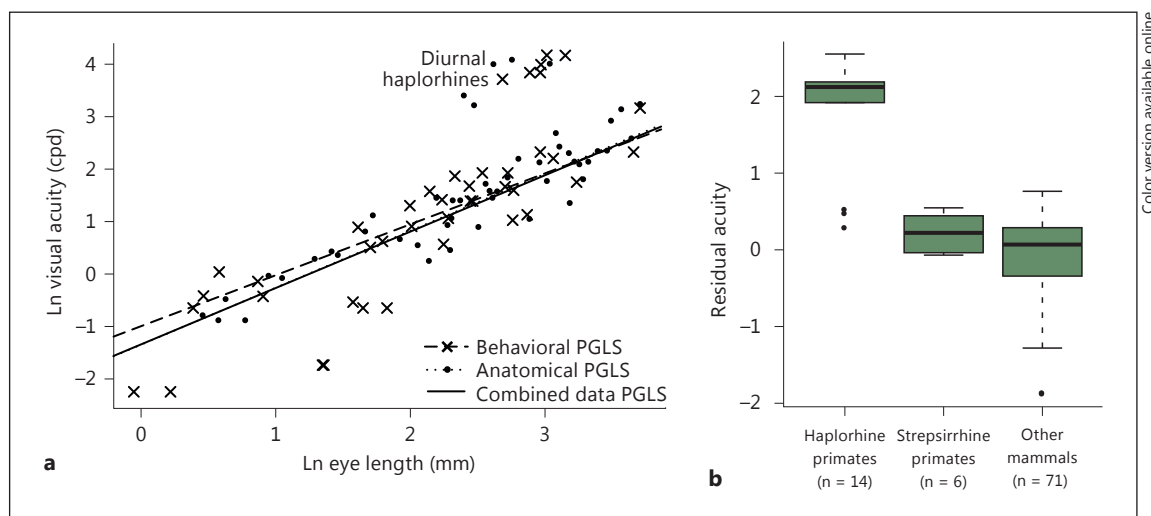 4
3
2
1
0
–1
–2
Ln visual acuity (cpd)
Diurnal
haplorhines
Behavioral PGLS
Anatomical PGLS
Combined data PGLS
0
1
2
3
Ln eye length (mm)
a
2
1
0
–1
–2
Residual acuity
Haplorhine
primates
(n = 14)
Strepsirrhine
primates
(n = 6)
Other
mammals
(n = 71)
b
Color version available online